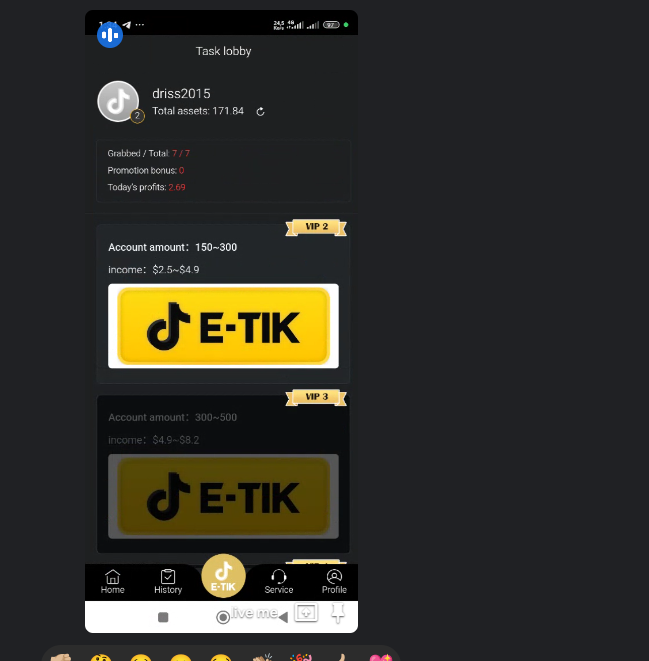 Task lobby
driss2015
2
Total assets: 171.84
Grabbed / Total: 7 / 7
Promotion bonus: 0
Today's profits: 2.69
VIP 2
Account amount: 150~300
income: $2.5~$4.9
E-TIK
VIP 3
Account amount: 300~500
income: $4.9~$8.2
E-TIK
E-TIK
Home
History
Service
Profile
live me